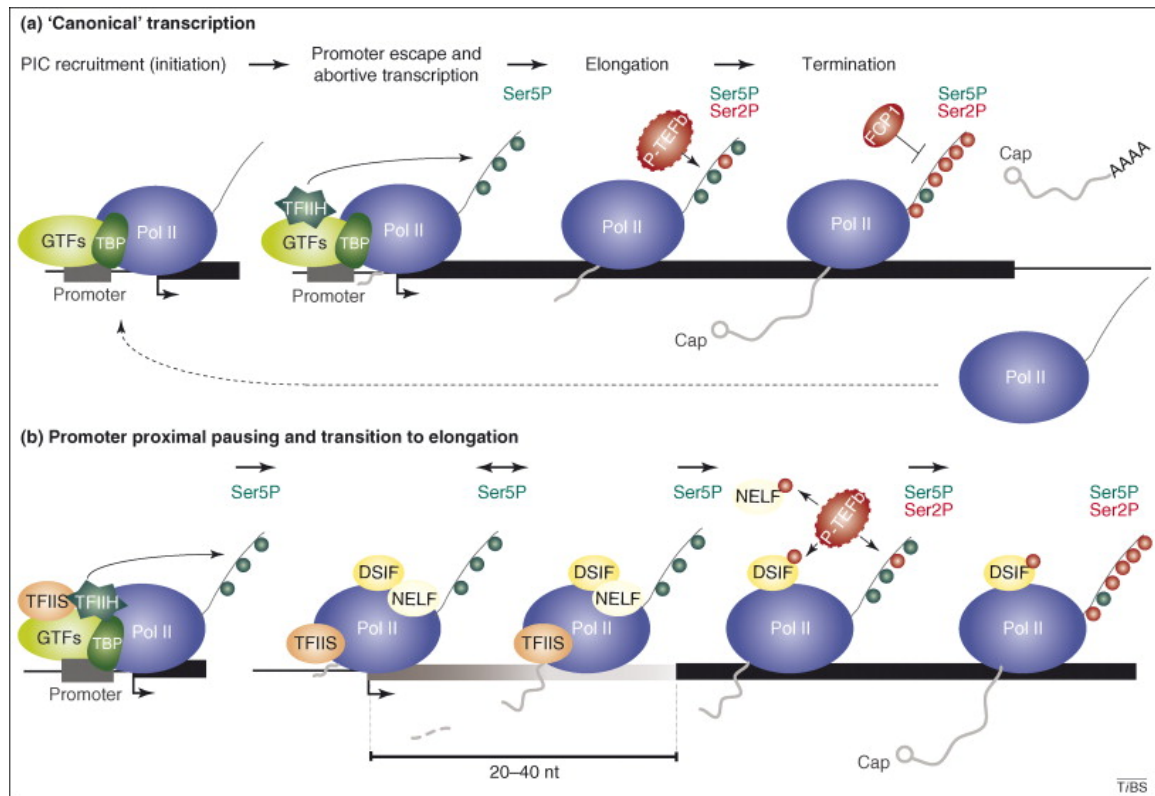 (a) 'Canonical' transcription
PIC recruitment (initiation)
Promoter escape and
abortive transcription
Elongation
Termination
Ser5P
Ser5P
Ser2P
Ser5P
Ser2P
P-TEFb
FCP1
Cap
AAAA
TFIIH
GTFs
TBP
Pol II
GTFs
TBP
Pol II
Pol II
Pol II
Promoter
Promoter
Cap
Pol II
(b) Promoter proximal pausing and transition to elongation
Ser5P
Ser5P
Ser5P
NELF
P-TEFb
Ser5P
Ser2P
Ser5P
Ser2P
TFIIS
TFIIH
GTFs
TBP
Pol II
DSIF
NELF
Pol II
TFIIS
DSIF
NELF
Pol II
TFIIS
DSIF
Pol II
DSIF
Pol II
Promoter
Cap
20–40 nt
TiBS